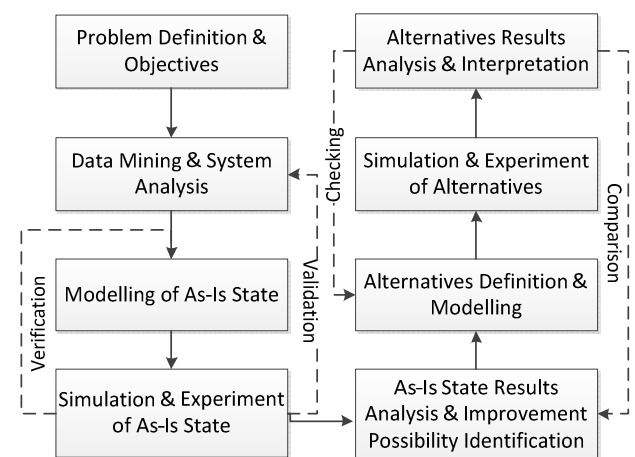 Problem Definition &
Objectives
Data Mining & System
Analysis
Modelling of As-Is State
Simulation & Experiment
of As-Is State
Verification
Validation
Alternatives Results
Analysis & Interpretation
Simulation & Experiment
of Alternatives
Alternatives Definition &
Modelling
As-Is State Results
Analysis & Improvement
Possibility Identification
Checking
Comparison